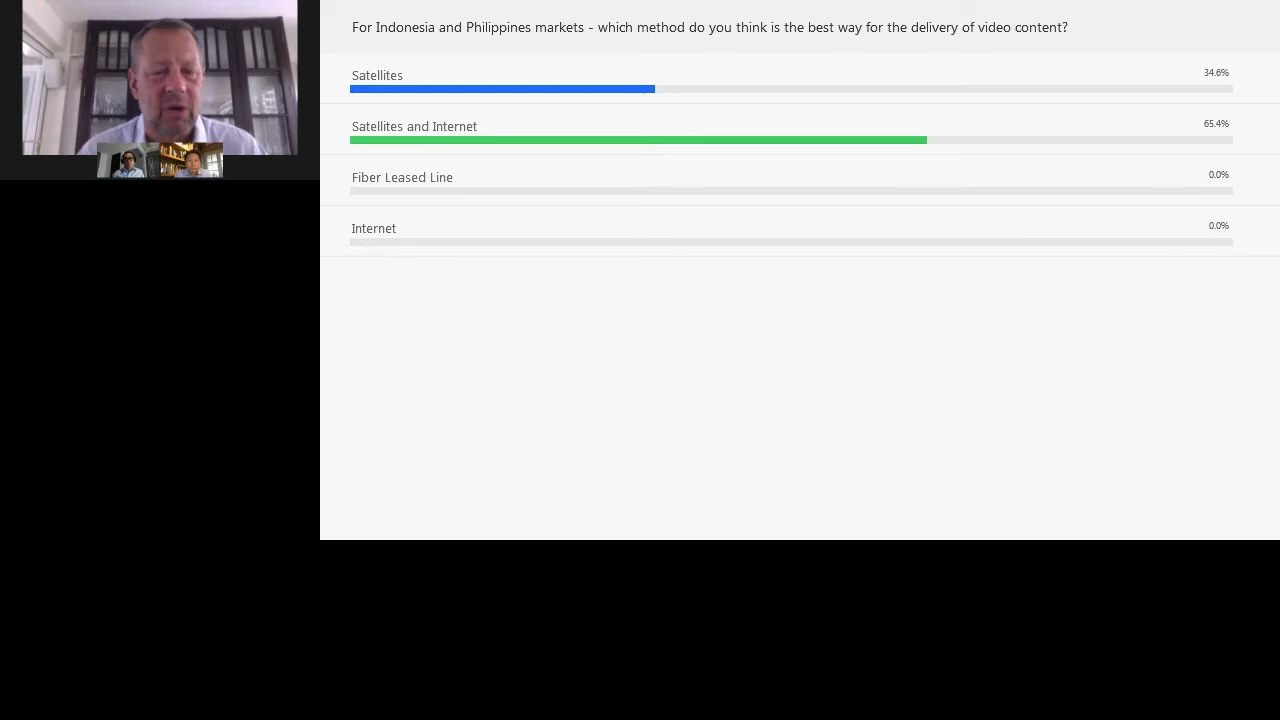 For Indonesia and Philippines markets - which method do you think is the best way for the delivery of video content?
Satellites 34.6%
Satellites and Internet 65.4%
Fiber Leased Line 0.0%
Internet 0.0%